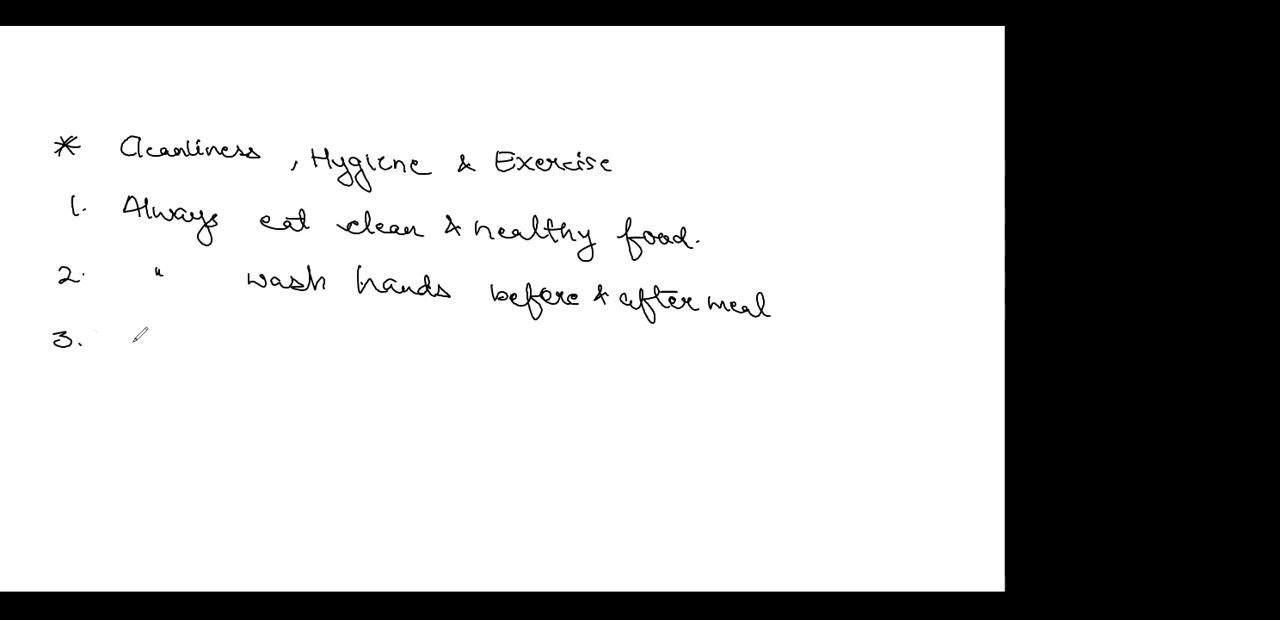 * Cleanliness, Hygiene & Exercise
1. Always eat clean & healthy food.
2. " wash hands before & after meal
3.